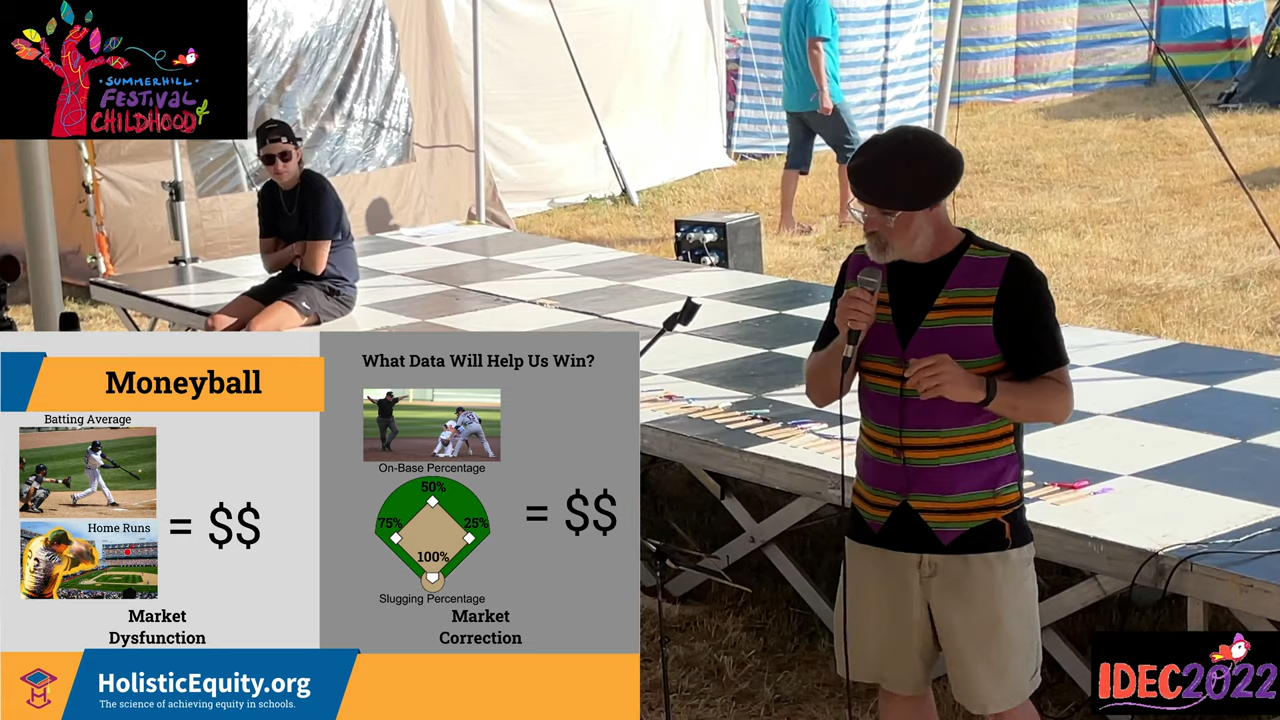 SUMMERHILL
FESTIVAL of
CHILDHOOD
Moneyball
Batting Average
Home Runs
= $$
Market
Dysfunction
What Data Will Help Us Win?
On-Base Percentage
50%
75%
25%
100%
= $$
Slugging Percentage
Market
Correction
HolisticEquity.org
The science of achieving equity in schools.
IDEC2022